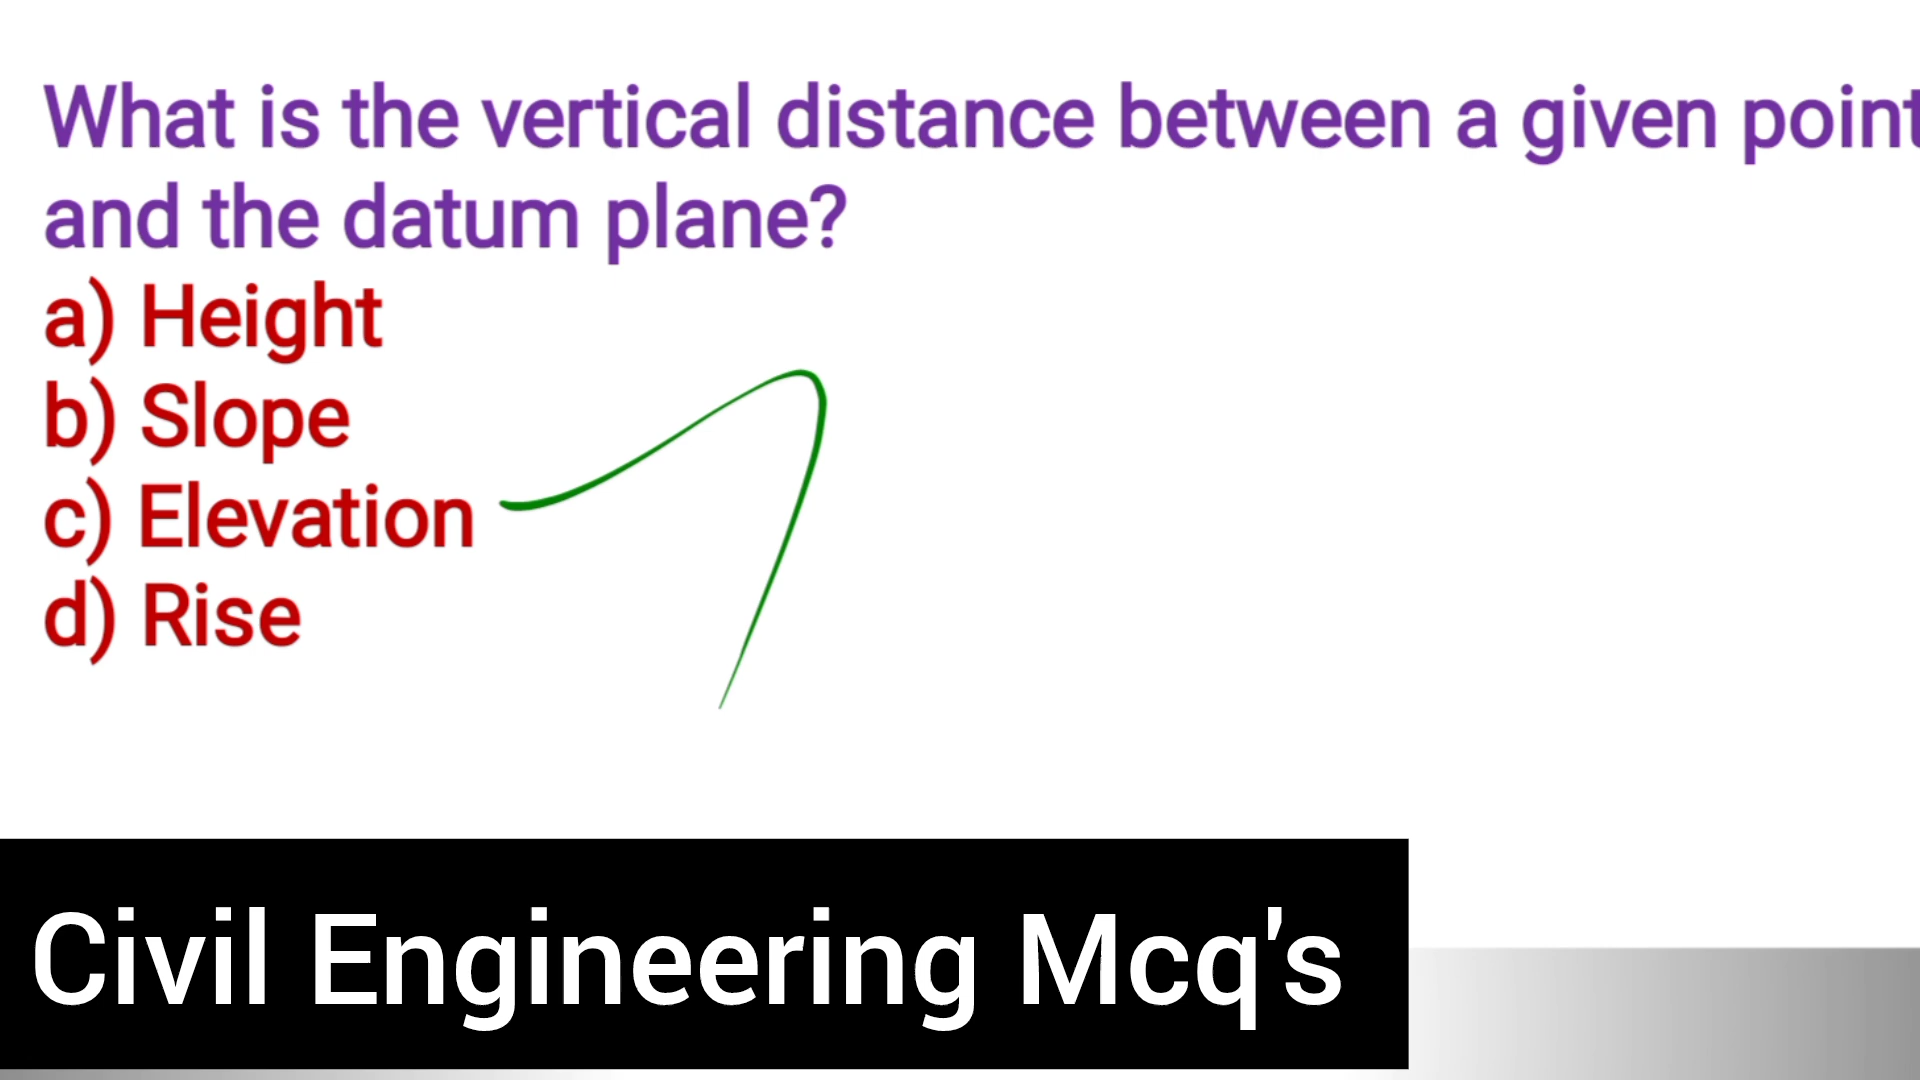 What is the vertical distance between a given point
and the datum plane?
a) Height
b) Slope
c) Elevation
d) Rise
Civil Engineering Mcq's